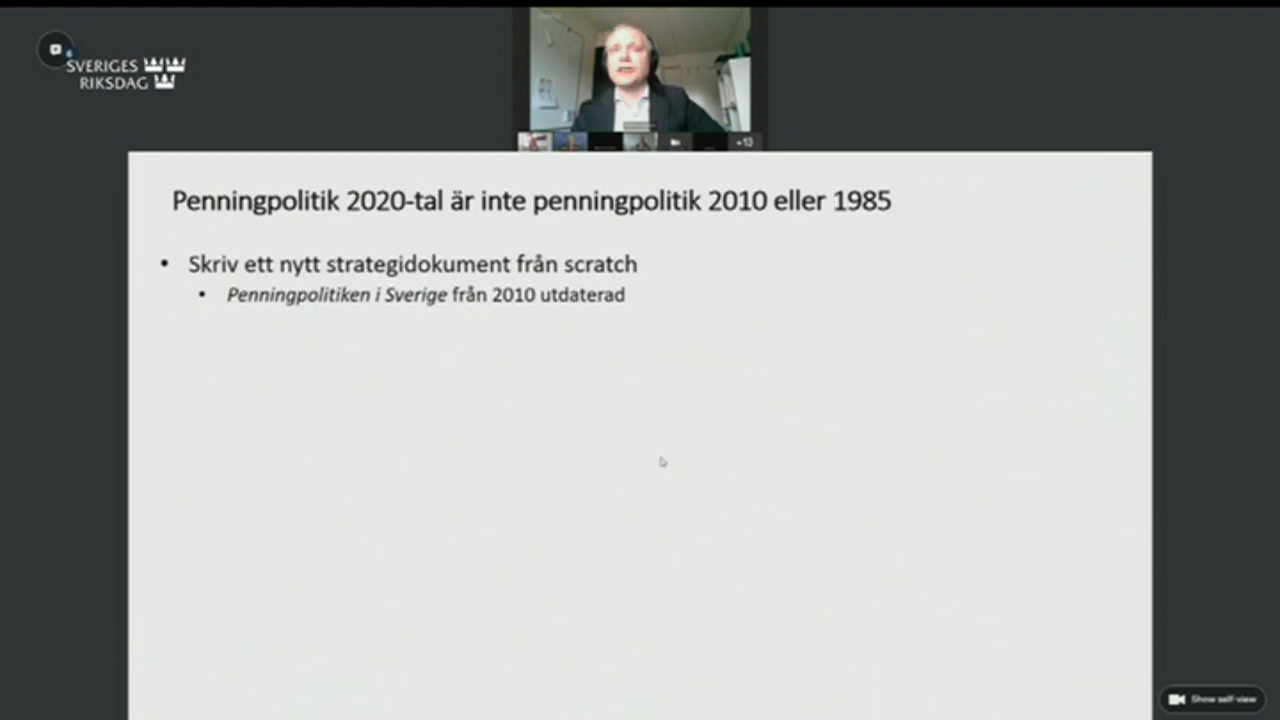 SVERIGES
RIKSDAG
+13
Penningpolitik 2020-tal är inte penningpolitik 2010 eller 1985
• Skriv ett nytt strategidokument från scratch
• Penningpolitiken i Sverige från 2010 utdaterad
Show self-view